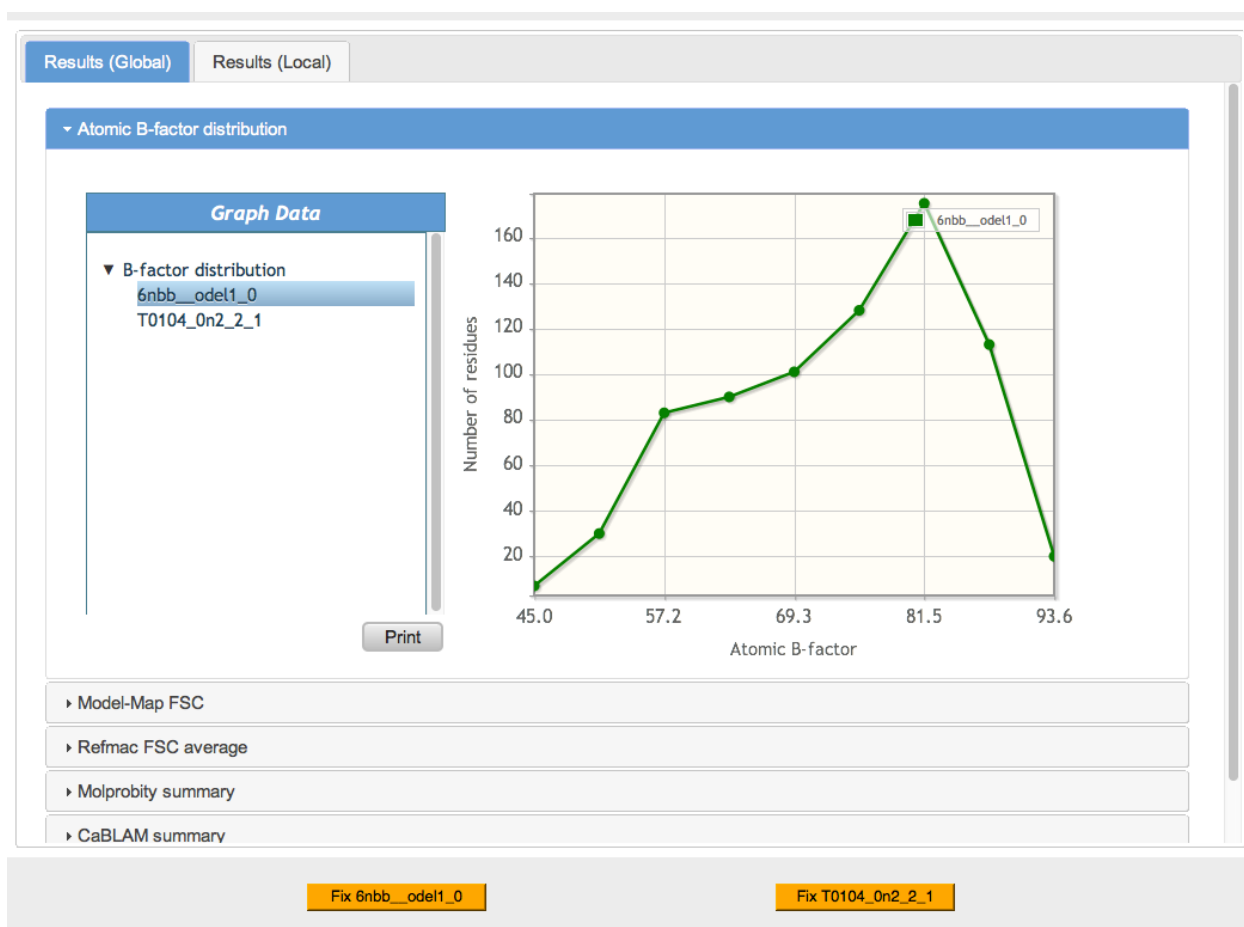 Results (Global) Results (Local)
Atomic B-factor distribution
Graph Data
B-factor distribution
6nbb__odel1_0
T0104_0n2_2_1
Print
6nbb__odel1_0
160
140
120
100
80
60
40
20
Number of residues
45.0 57.2 69.3 81.5 93.6
Atomic B-factor
Model-Map FSC
Refmac FSC average
Molprobity summary
CaBLAM summary
Fix 6nbb__odel1_0 Fix T0104_0n2_2_1